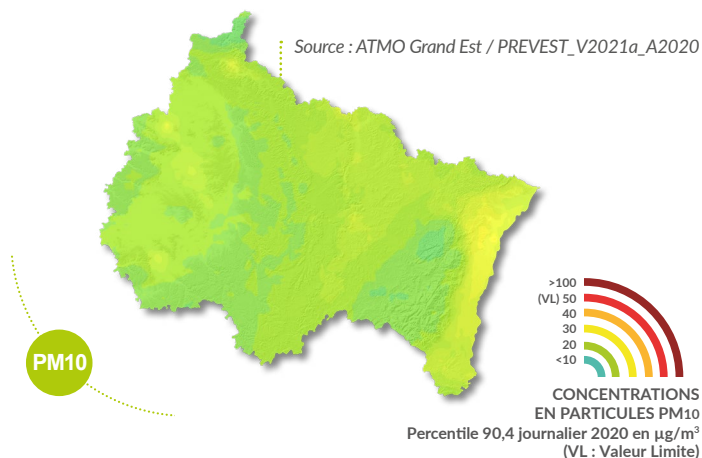 Source : ATMO Grand Est / PREVEST_V2021a_A2020
PM10
>100
(VL) 50
40
30
20
<10
CONCENTRATIONS
EN PARTICULES PM10
Percentile 90,4 journalier 2020 en µg/m³
(VL : Valeur Limite)